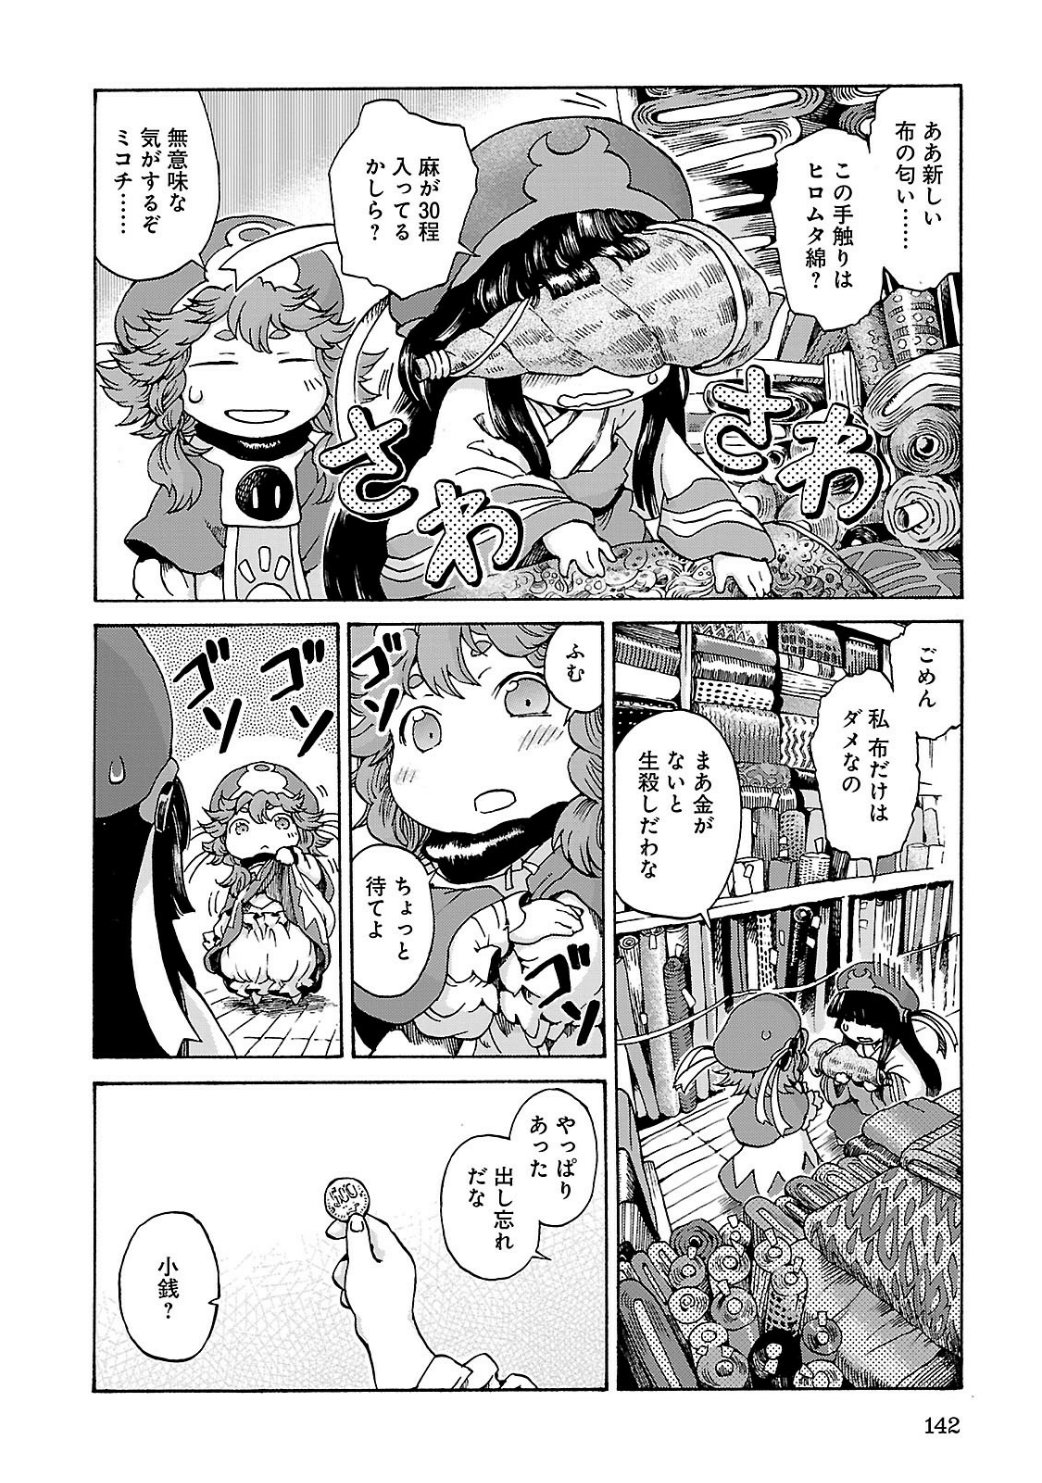 ああ新しい
布の匂い……
この手触りは
ヒロムタ綿?
麻が30程
入ってる
かしら?
無意味な
気がするぞ
ミコチ……
さわ
さわ
ごめん
私 布だけは
ダメなの
まあ金が
ないと
生殺しだわな
ふむ
ちょっと
待てよ
ゴソ
ゴソ
ゴソ
ゴソ
やっぱり
あった
出し忘れ
だな
500
小銭?
142